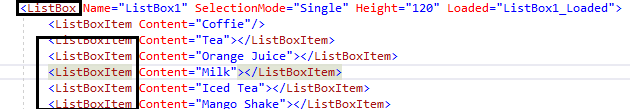 <ListBox Name="ListBox1" SelectionMode="Single" Height="120" Loaded="ListBox1_Loaded">
<ListBoxItem Content="Coffie"/>
<ListBoxItem Content="Tea"></ListBoxItem>
<ListBoxItem Content="Orange Juice"></ListBoxItem>
<ListBoxItem Content="Milk"></ListBoxItem>
<ListBoxItem Content="Iced Tea"></ListBoxItem>
<ListBoxItem Content="Mango Shake"></ListBoxItem>